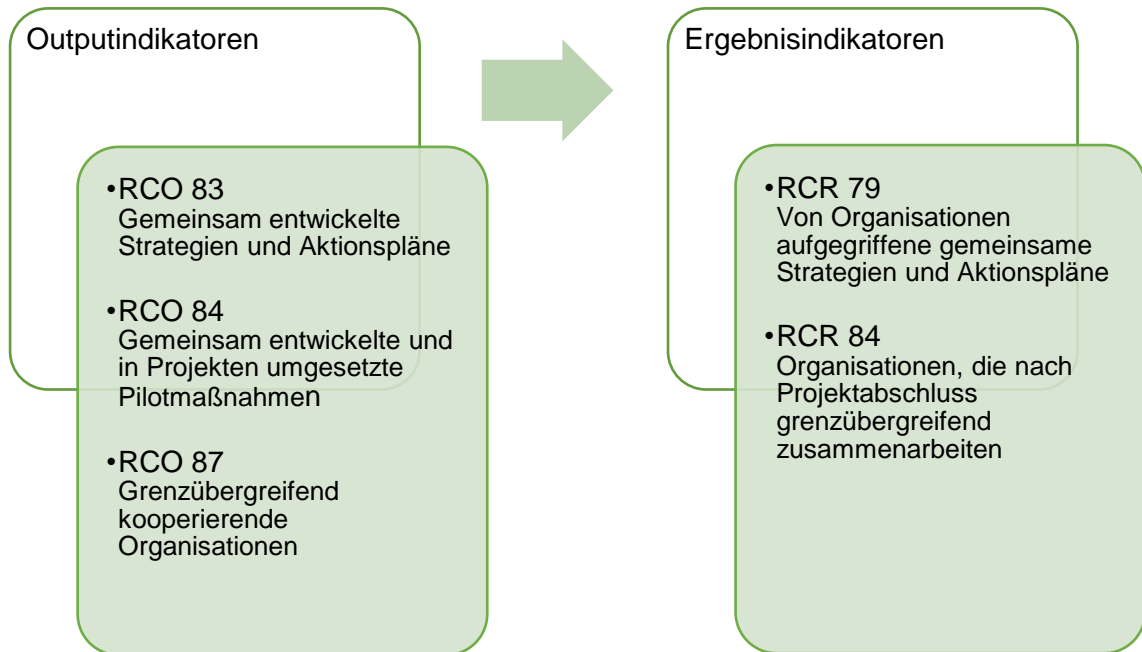 Outputindikatoren
•RCO 83
Gemeinsam entwickelte
Strategien und Aktionspläne
•RCO 84
Gemeinsam entwickelte und
in Projekten umgesetzte
Pilotmaßnahmen
•RCO 87
Grenzübergreifend
kooperierende
Organisationen
Ergebnisindikatoren
•RCR 79
Von Organisationen
aufgegriffene gemeinsame
Strategien und Aktionspläne
•RCR 84
Organisationen, die nach
Projektabschluss
grenzübergreifend
zusammenarbeiten